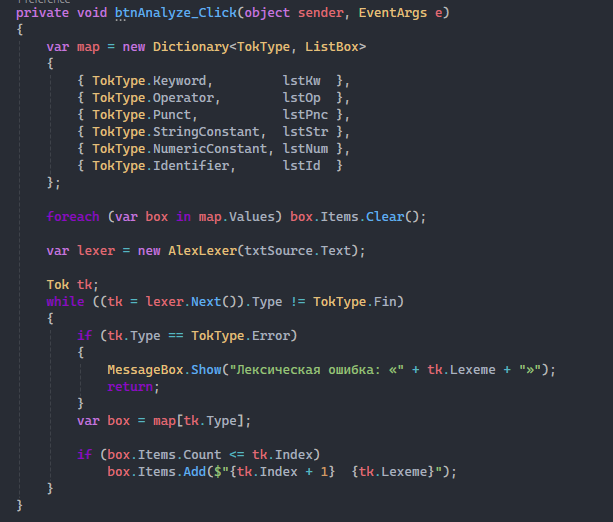 Preference
private void btnAnalyze_Click(object sender, EventArgs e)
{
    var map = new Dictionary<TokType, ListBox>
    {
        { TokType.Keyword,         lstKw  },
        { TokType.Operator,        lstOp  },
        { TokType.Punct,           lstPnc },
        { TokType.StringConstant,  lstStr },
        { TokType.NumericConstant, lstNum },
        { TokType.Identifier,      lstId  }
    };

    foreach (var box in map.Values) box.Items.Clear();

    var lexer = new AlexLexer(txtSource.Text);

    Tok tk;
    while ((tk = lexer.Next()).Type != TokType.Fin)
    {
        if (tk.Type == TokType.Error)
        {
            MessageBox.Show("Лексическая ошибка: «" + tk.Lexeme + "»");
            return;
        }
        var box = map[tk.Type];

        if (box.Items.Count <= tk.Index)
            box.Items.Add($"{tk.Index + 1}  {tk.Lexeme}");
    }
}